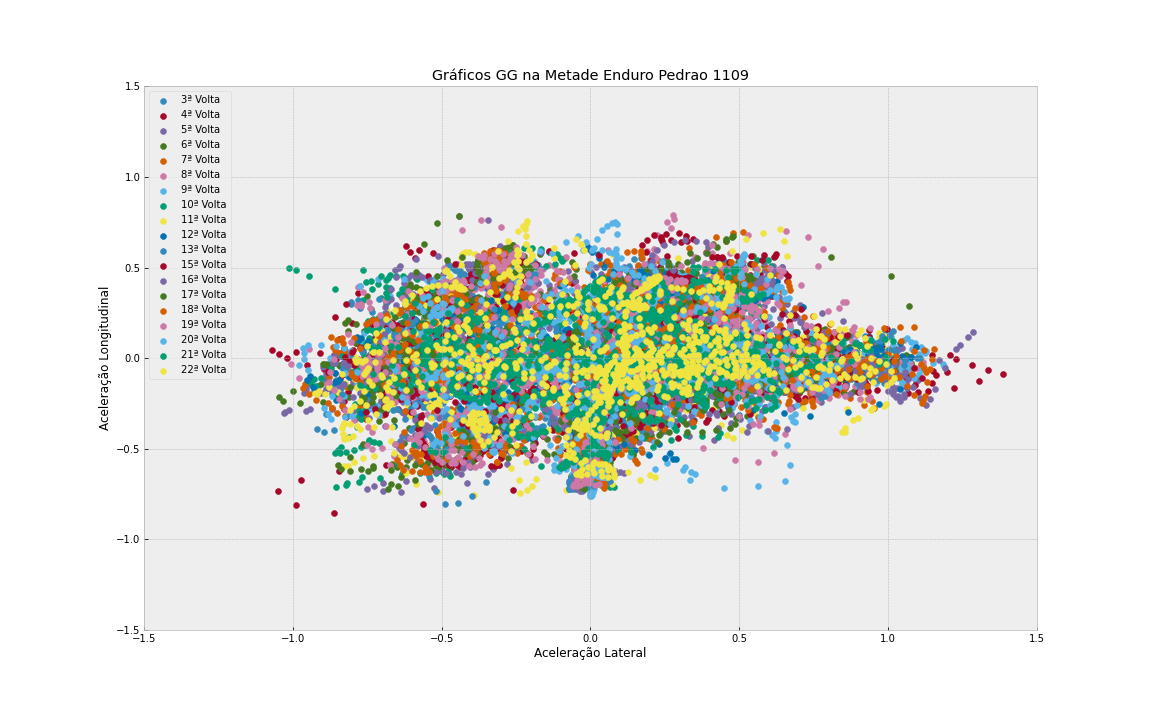 Gráficos GG na Metade Enduro Pedrao 1109
1.5
1.0
0.5
0.0
−0.5
−1.0
−1.5
Aceleração Longitudinal
3ª Volta
4ª Volta
5ª Volta
6ª Volta
7ª Volta
8ª Volta
9ª Volta
10ª Volta
11ª Volta
12ª Volta
13ª Volta
15ª Volta
16ª Volta
17ª Volta
18ª Volta
19ª Volta
20ª Volta
21ª Volta
22ª Volta
−1.5 −1.0 −0.5 0.0 0.5 1.0 1.5
Aceleração Lateral